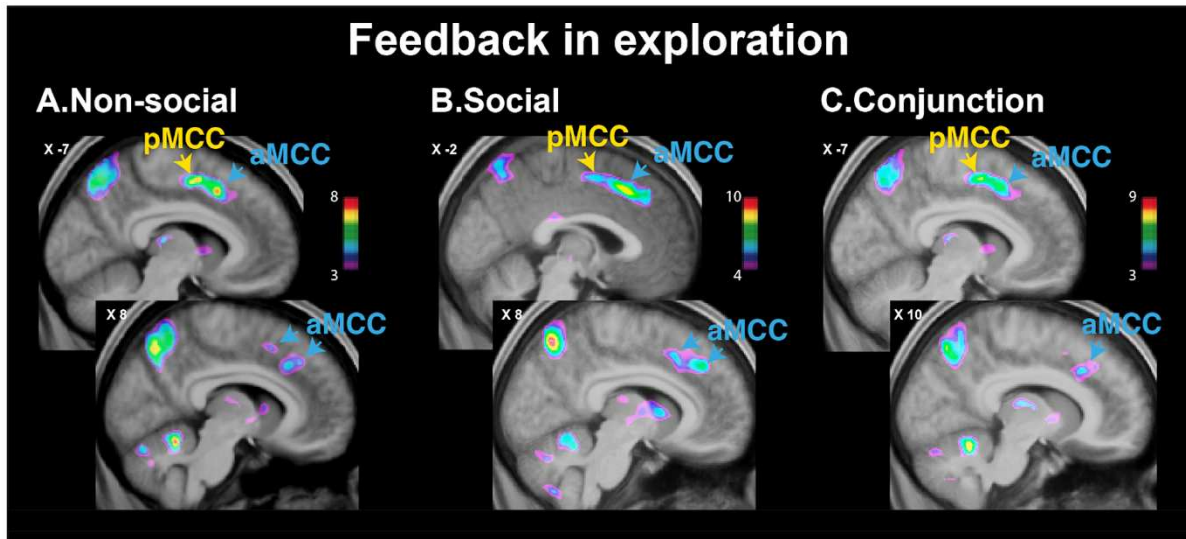 Feedback in exploration
A.Non-social
B.Social
C.Conjunction
X -7
pMCC
aMCC
8
3
X 8
aMCC
X -2
pMCC
aMCC
10
4
X 8
aMCC
X -7
pMCC
aMCC
9
3
X 10
aMCC